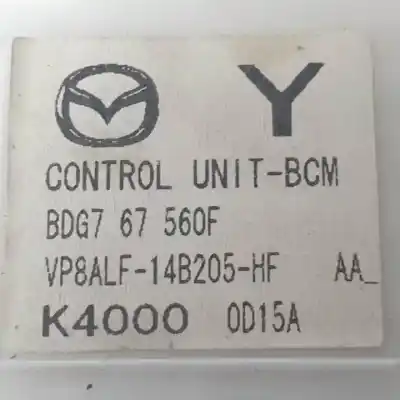 Y
CONTROL UNIT-BCM
BDG7 67 560F
VP8ALF-14B205-HF AA_
K4000 0D15A